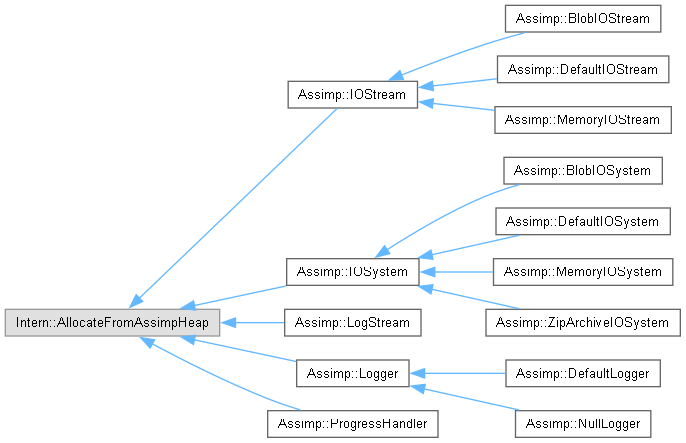 Assimp::BlobIOStream
Assimp::DefaultIOStream
Assimp::IOStream
Assimp::MemoryIOStream
Assimp::BlobIOSystem
Assimp::DefaultIOSystem
Assimp::IOSystem
Assimp::MemoryIOSystem
Intern::AllocateFromAssimpHeap
Assimp::LogStream
Assimp::ZipArchiveIOSystem
Assimp::Logger
Assimp::DefaultLogger
Assimp::ProgressHandler
Assimp::NullLogger